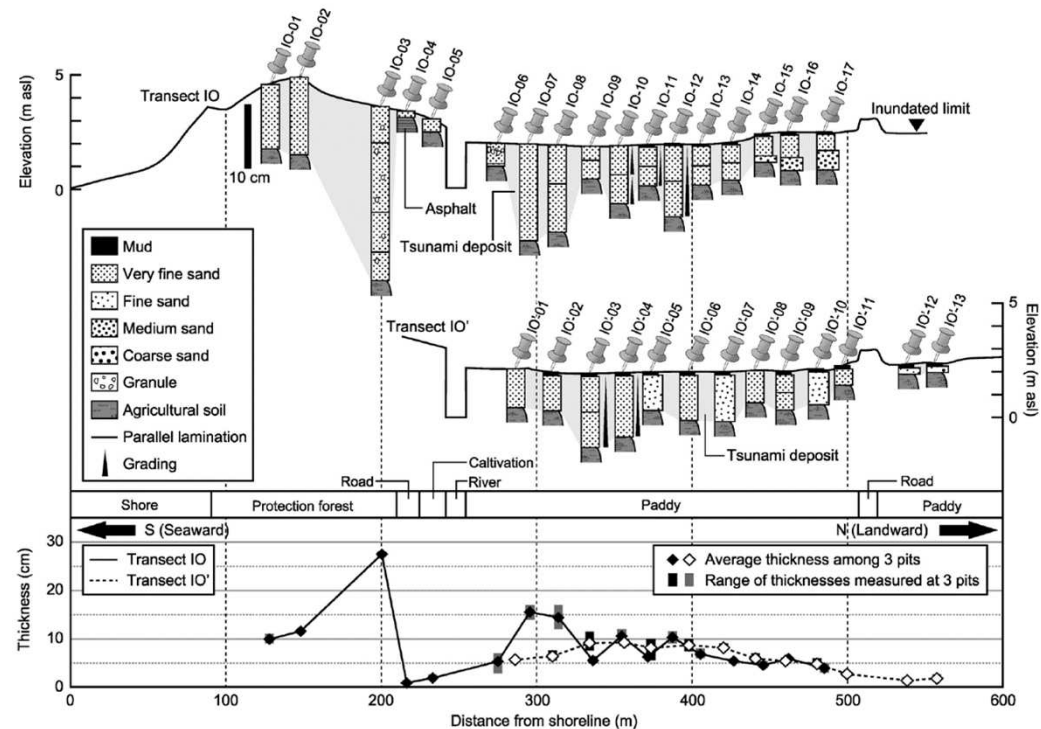 IO-01
IO-02
IO-03
IO-04
IO-05
IO-06
IO-07
IO-08
IO-09
IO-10
IO-11
IO-12
IO-13
IO-14
IO-15
IO-16
IO-17
Elevation (m asl)
5
0
Transect IO
10 cm
Asphalt
Tsunami deposit
Inundated limit
Mud
Very fine sand
Fine sand
Medium sand
Coarse sand
Granule
Agricultural soil
Parallel lamination
Grading
Transect IO'
IO'-01
IO'-02
IO'-03
IO'-04
IO'-05
IO'-06
IO'-07
IO'-08
IO'-09
IO'-10
IO'-11
IO'-12
IO'-13
5
0
Elevation (m asl)
Tsunami deposit
Caltivation
Road
River
Shore
Protection forest
Paddy
Road
Paddy
S (Seaward)
N (Landward)
Transect IO
Transect IO'
Average thickness among 3 pits
Range of thicknesses measured at 3 pits
Thickness (cm)
30
20
10
0
0 100 200 300 400 500 600
Distance from shoreline (m)